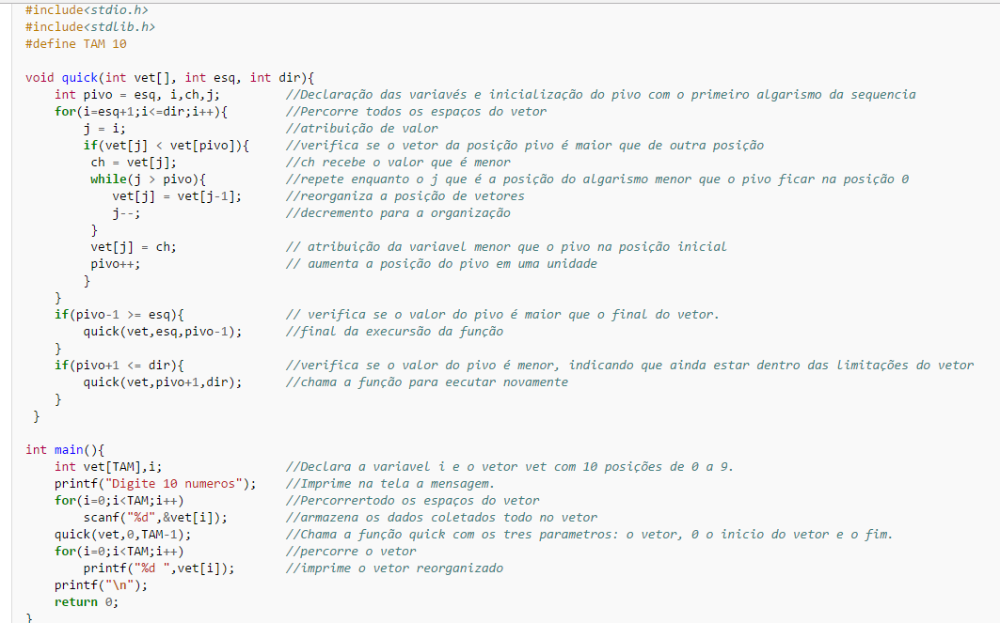 #include<stdio.h>
#include<stdlib.h>
#define TAM 10
void quick(int vet[], int esq, int dir){
int pivo = esq, i,ch,j; //Declaração das variavés e inicialização do pivo com o primeiro algarismo da sequencia
for(i=esq+1;i<=dir;i++){ //Percorre todos os espaços do vetor
j = i; //atribuição de valor
if(vet[j] < vet[pivo]){ //verifica se o vetor da posição pivo é maior que de outra posição
ch = vet[j]; //ch recebe o valor que é menor
while(j > pivo){ //repete enquanto o j que é a posição do algarismo menor que o pivo ficar na posição 0
vet[j] = vet[j-1]; //reorganiza a posição de vetores
j--; //decremento para a organização
}
vet[j] = ch; // atribuição da variavel menor que o pivo na posição inicial
pivo++; // aumenta a posição do pivo em uma unidade
}
}
if(pivo-1 >= esq){ // verifica se o valor do pivo é maior que o final do vetor.
quick(vet,esq,pivo-1); //final da execursão da função
}
if(pivo+1 <= dir){ //verifica se o valor do pivo é menor, indicando que ainda estar dentro das limitações do vetor
quick(vet,pivo+1,dir); //chama a função para eecutar novamente
}
}
int main(){
int vet[TAM],i; //Declara a variavel i e o vetor vet com 10 posições de 0 a 9.
printf("Digite 10 numeros"); //Imprime na tela a mensagem.
for(i=0;i<TAM;i++) //Percorrertodo os espaços do vetor
scanf("%d",&vet[i]); //armazena os dados coletados todo no vetor
quick(vet,0,TAM-1); //Chama a função quick com os tres parametros: o vetor, 0 o inicio do vetor e o fim.
for(i=0;i<TAM;i++) //percorre o vetor
printf("%d ",vet[i]); //imprime o vetor reorganizado
printf("\n");
return 0;
}